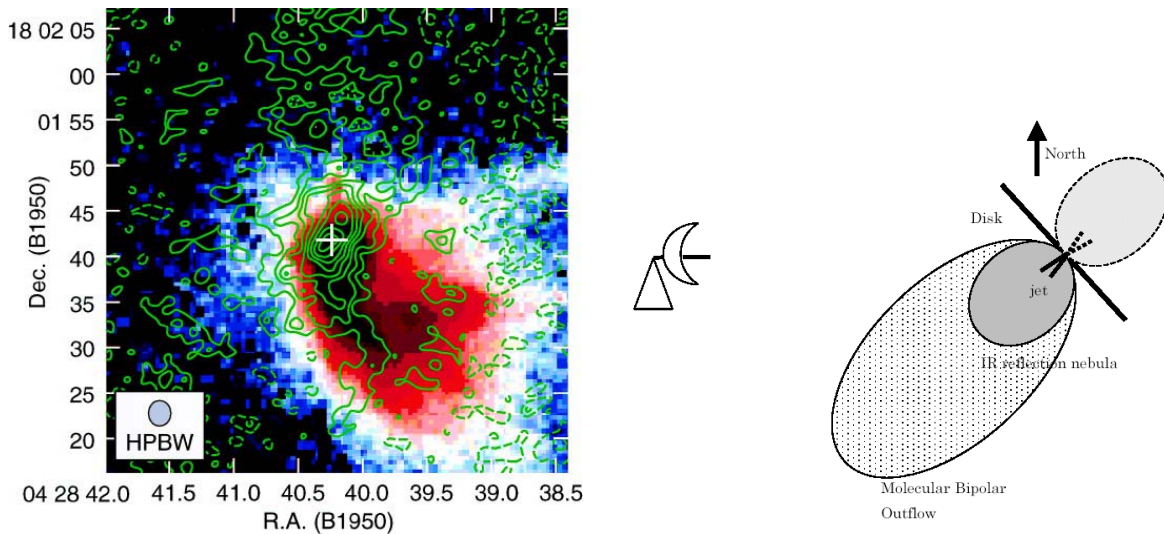 18 02 05
00
01 55
50
45
40
35
30
25
20
Dec. (B1950)
HPBW
04 28 42.0 41.5 41.0 40.5 40.0 39.5 39.0 38.5
R.A. (B1950)
North
Disk
jet
IR reflection nebula
Molecular Bipolar
Outflow